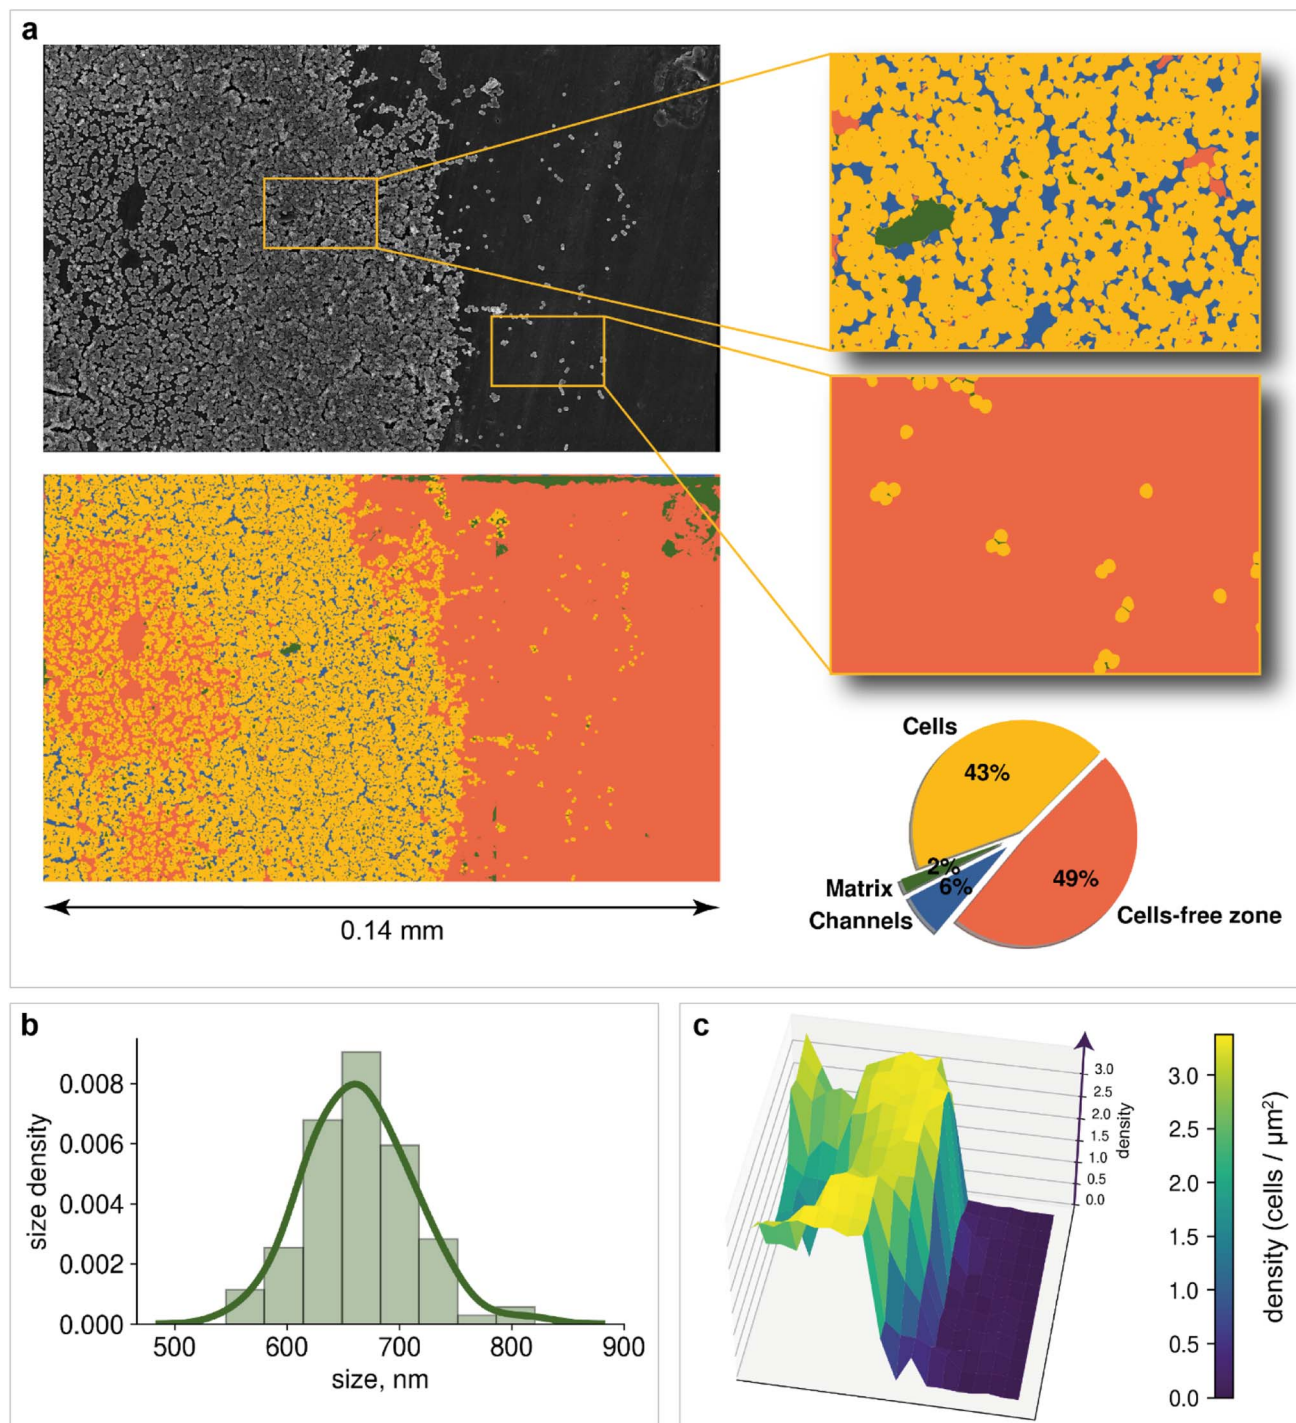 a
Cells
43%
2%
Matrix
6%
49%
Channels
Cells-free zone
0.14 mm
b
size density
0.008
0.006
0.004
0.002
0.000
500 600 700 800 900
size, nm
c
3.0
2.5
2.0
1.5
1.0
0.5
0.0
density
3.0
2.5
2.0
1.5
1.0
0.5
0.0
density (cells / µm²)